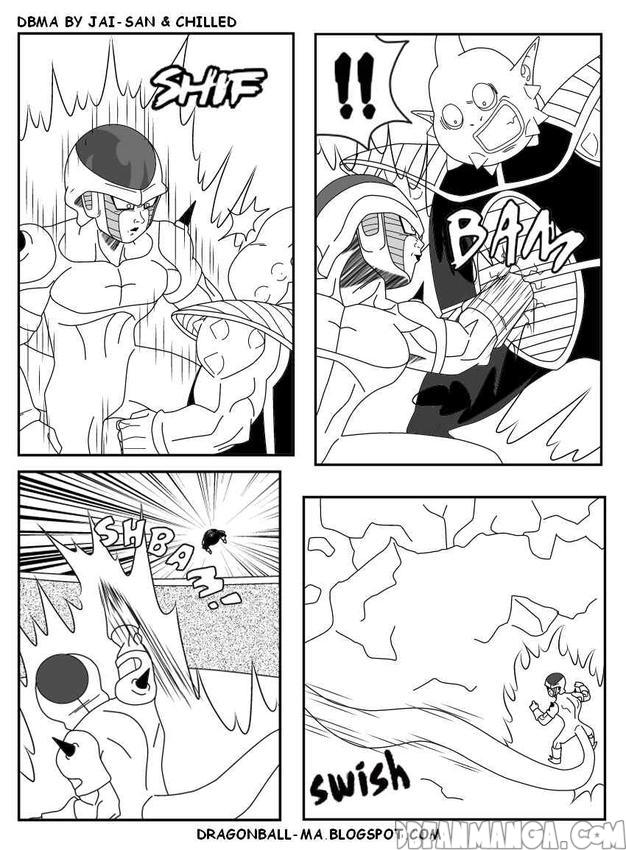 DBMA BY JAI-SAN & CHILLED
SHIF
!!
BAM
SHBAM!
swish
DRAGONBALL-MA.BLOGSPOT.COM
DBFANMANGA.COM